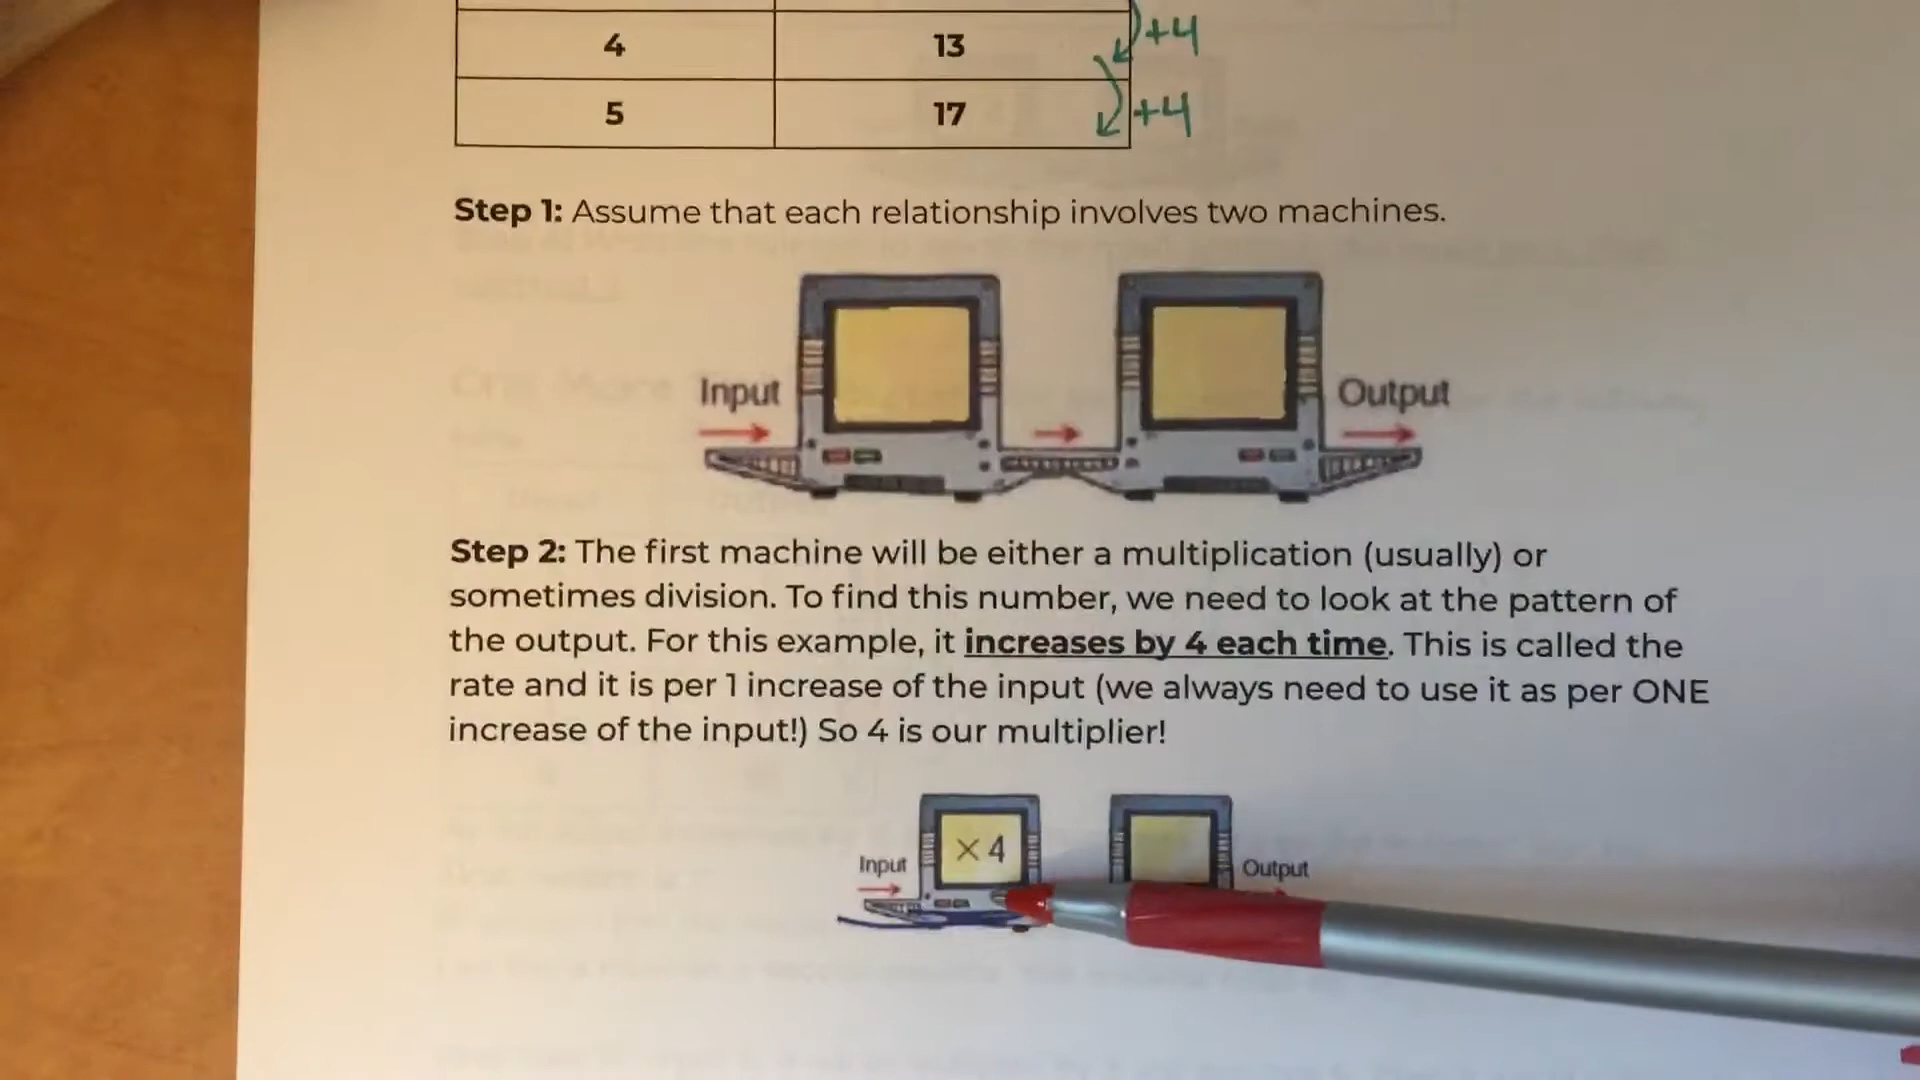 +4
4 13
5 17
+4
Step 1: Assume that each relationship involves two machines.
Input
Output
Step 2: The first machine will be either a multiplication (usually) or
sometimes division. To find this number, we need to look at the pattern of
the output. For this example, it increases by 4 each time. This is called the
rate and it is per 1 increase of the input (we always need to use it as per ONE
increase of the input!) So 4 is our multiplier!
× 4
Input
Output